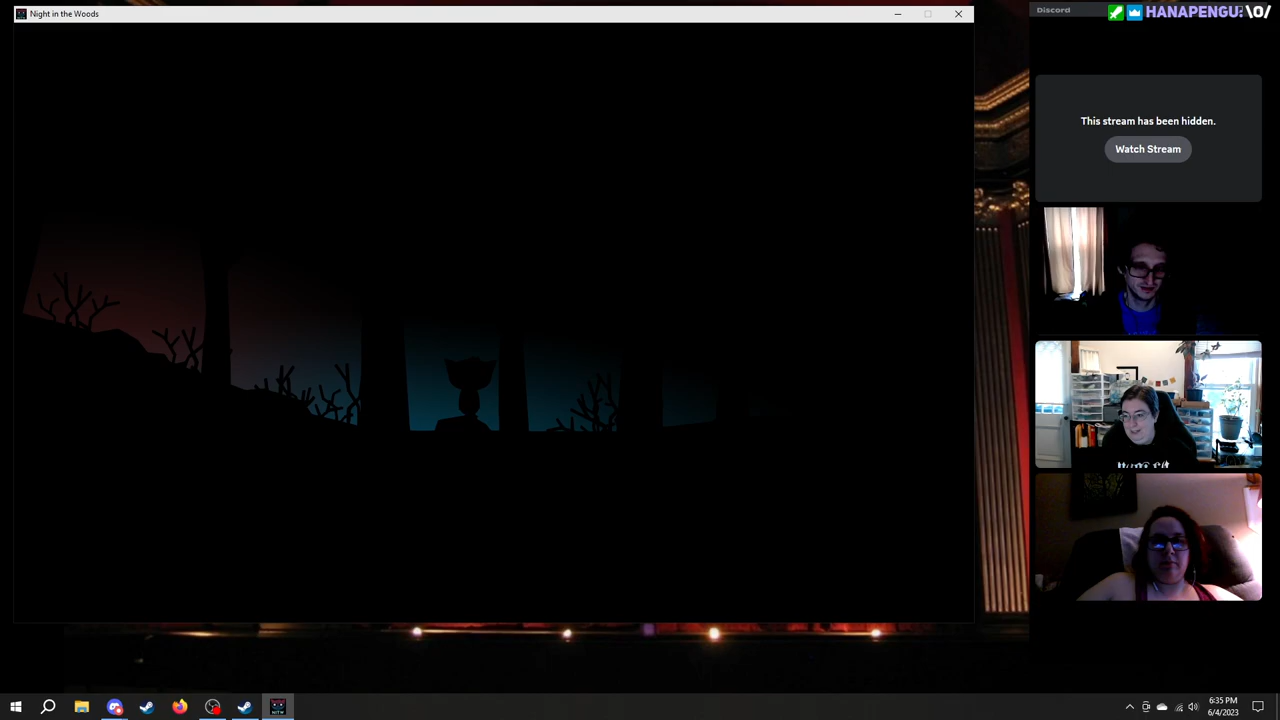 Night in the Woods
Discord
HANAPENGU! \O/
This stream has been hidden.
Watch Stream
NITW
6:35 PM
6/4/2023